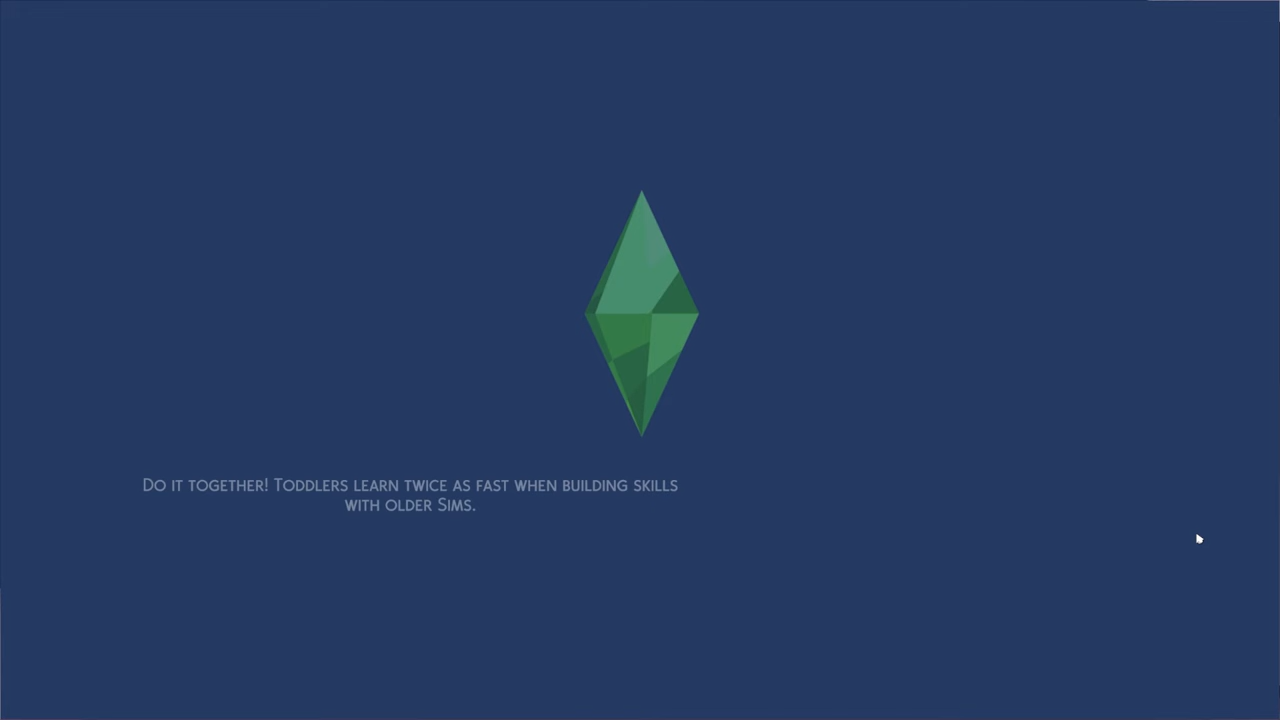 Do it together! Toddlers learn twice as fast when building skills
with older Sims.